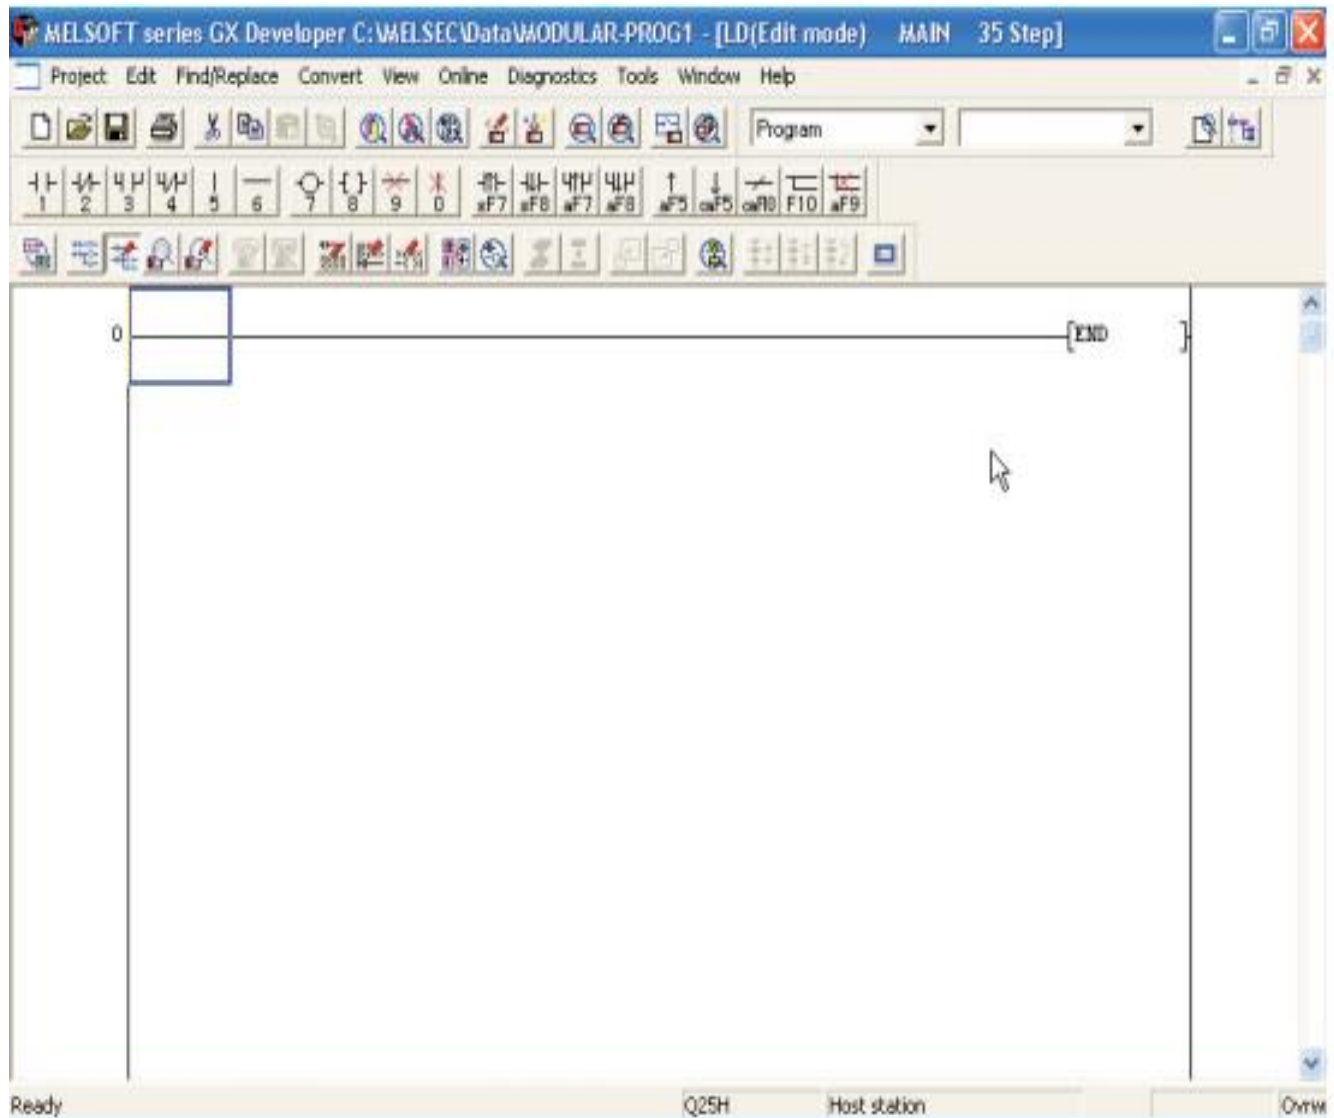 MELSOFT series GX Developer C:\MELSEC\Data\MODULAR-PROG1 - [LD(Edit mode) MAIN 35 Step]
Project Edit Find/Replace Convert View Online Diagnostics Tools Window Help
Program
1 2 3 4 5 6 7 8 9 0 sF7 sF8 aF7 aF8 aF5 caF5 caF10 F10 aF9
0 [END ]
Ready Q25H Host station Ovrw